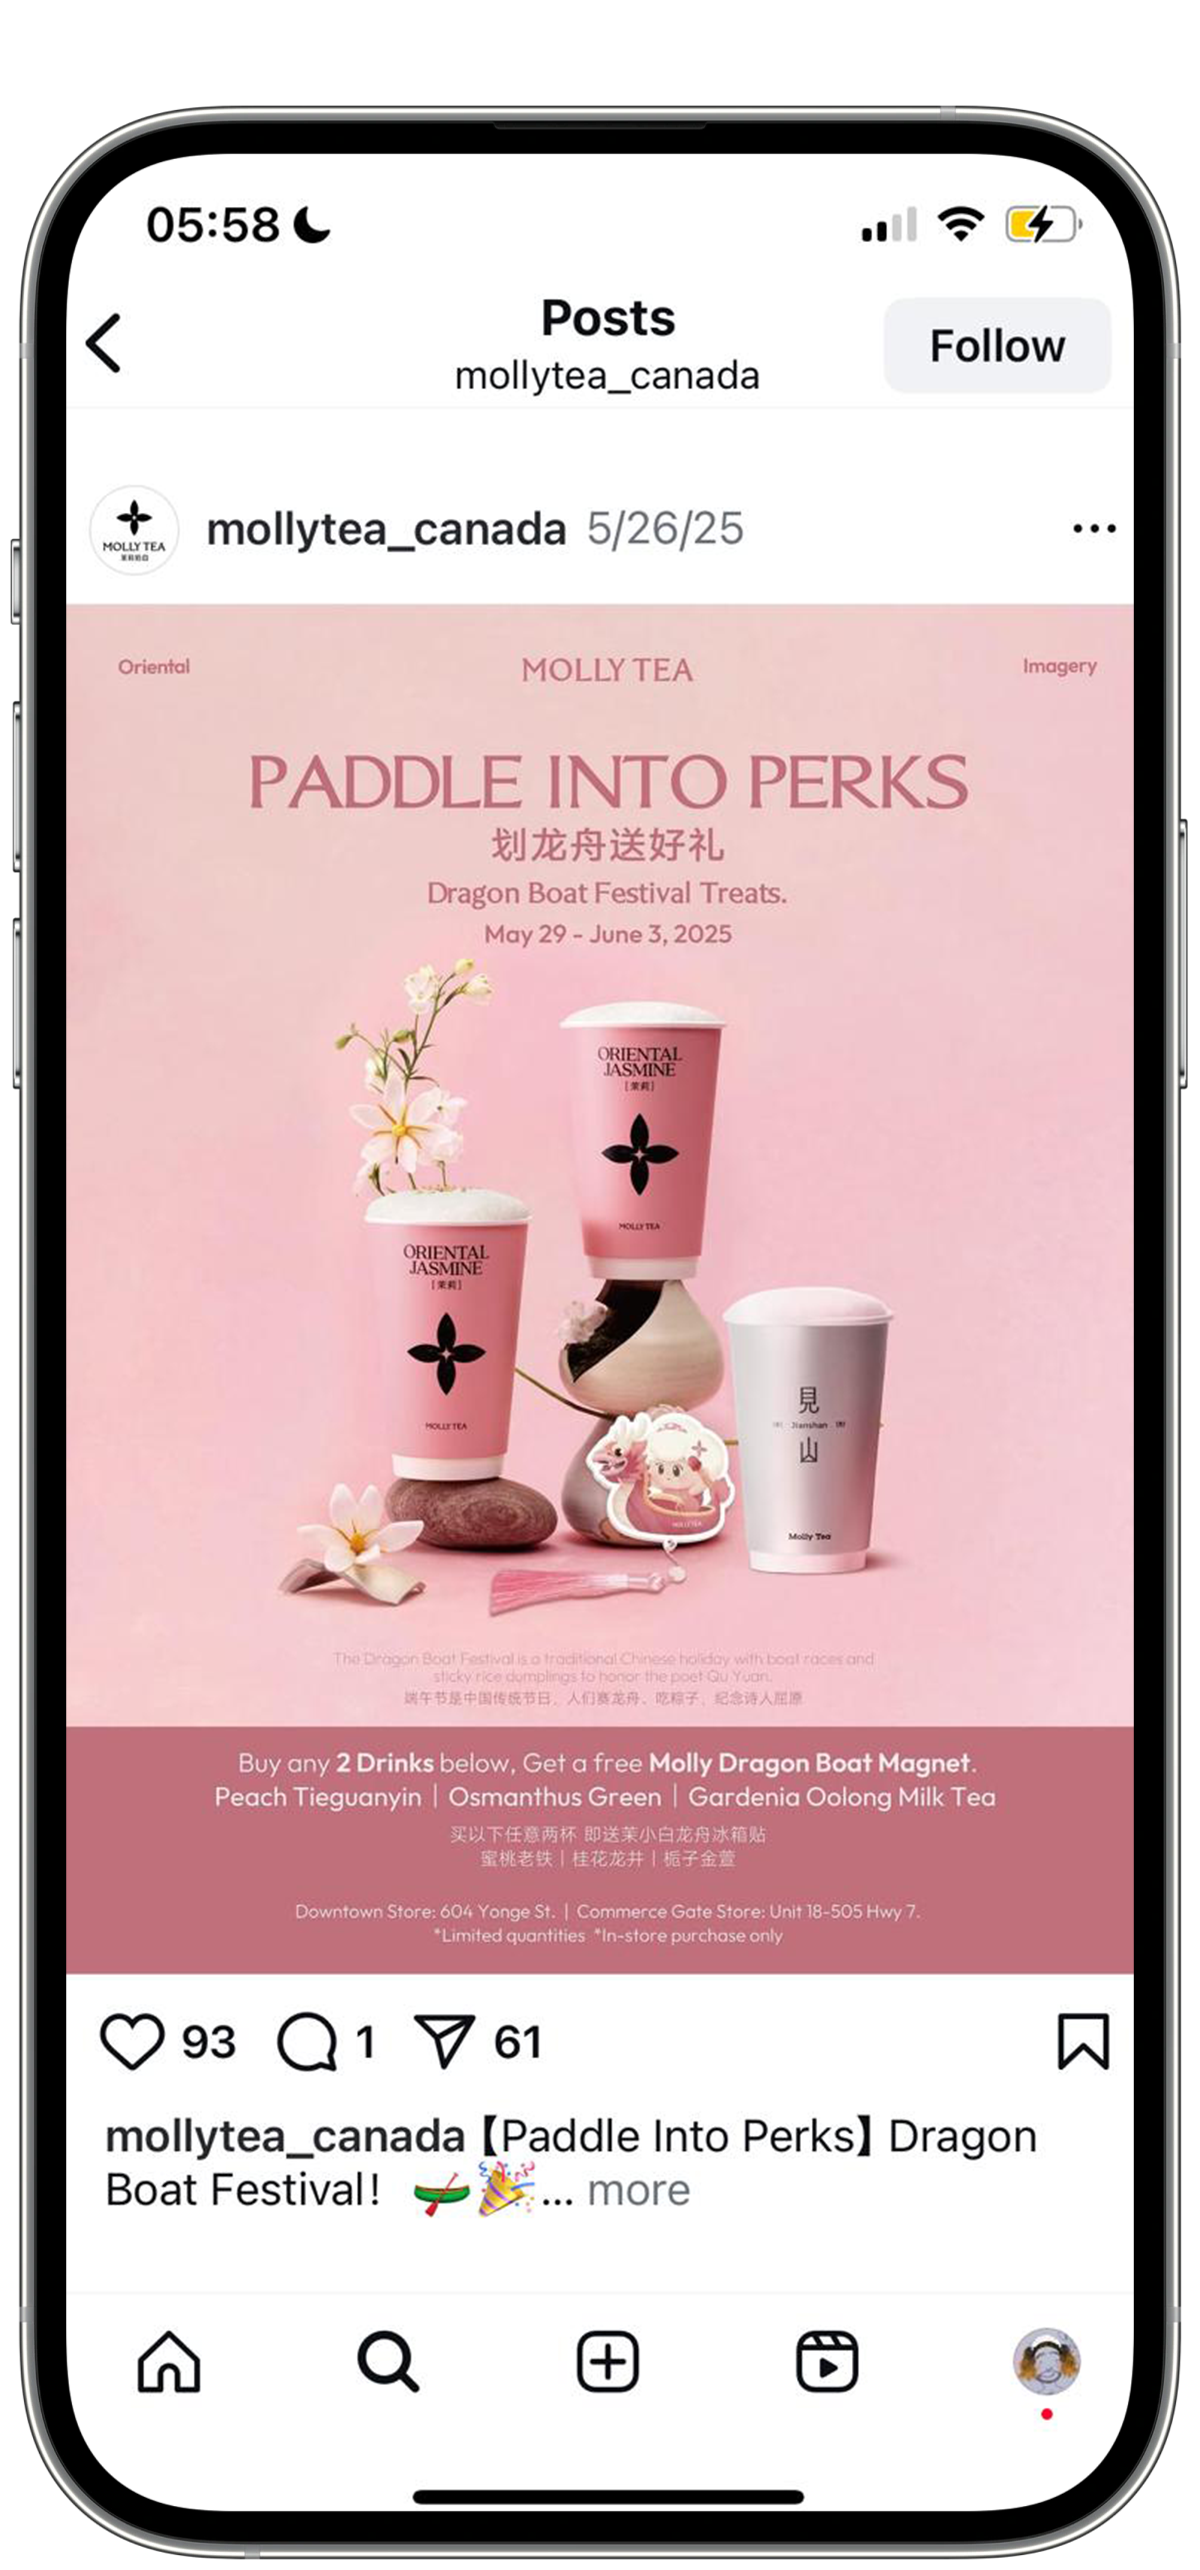 05:58
Posts
mollytea_canada
Follow
MOLLY TEA
mollytea_canada 5/26/25
Oriental
MOLLY TEA
Imagery
PADDLE INTO PERKS
划龙舟送好礼
Dragon Boat Festival Treats.
May 29 - June 3, 2025
ORIENTAL
JASMINE
[茉莉]
MOLLY TEA
ORIENTAL
JASMINE
[茉莉]
MOLLY TEA
見
Jianshan
山
Molly Tea
MOLLY TEA
The Dragon Boat Festival is a traditional Chinese holiday with boat races and
sticky rice dumplings to honor the poet Qu Yuan.
端午节是中国传统节日，人们赛龙舟、吃粽子、纪念诗人屈原
Buy any 2 Drinks below, Get a free Molly Dragon Boat Magnet.
Peach Tieguanyin | Osmanthus Green | Gardenia Oolong Milk Tea
买以下任意两杯 即送茉小白龙舟冰箱贴
蜜桃老铁 | 桂花龙井 | 栀子金萱
Downtown Store: 604 Yonge St. | Commerce Gate Store: Unit 18-505 Hwy 7.
*Limited quantities *In-store purchase only
93 1 61
mollytea_canada【Paddle Into Perks】Dragon
Boat Festival！ ... more